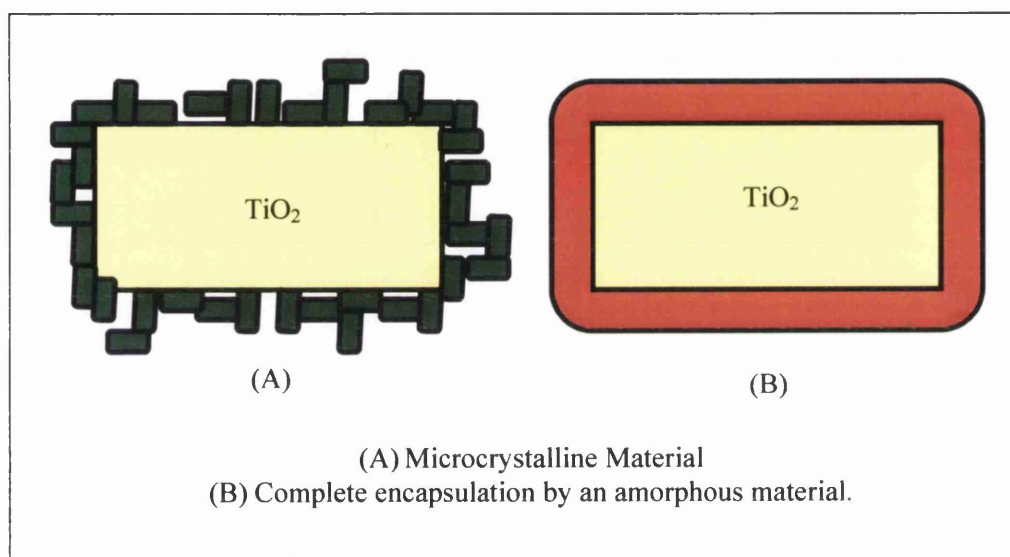 TiO₂
TiO₂
(A)
(B)
(A) Microcrystalline Material
(B) Complete encapsulation by an amorphous material.